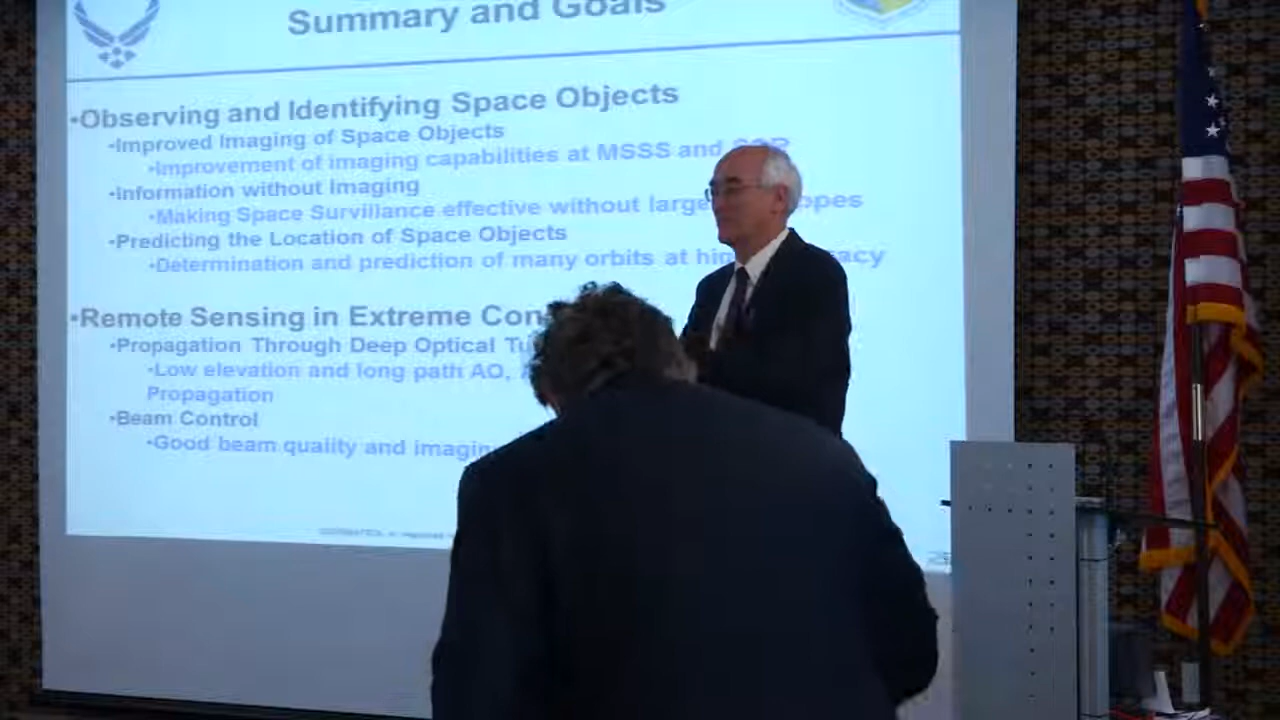 Summary and Goals
•Observing and Identifying Space Objects
•Improved Imaging of Space Objects
•Improvement of imaging capabilities at MSSS and
•Information without Imaging
•Making Space Survillance effective without large
•Predicting the Location of Space Objects
•Determination and prediction of many orbits at
•Remote Sensing in Extreme
•Propagation Through Deep Optical
•Low elevation and long path AO,
Propagation
•Beam Control
•Good beam quality and